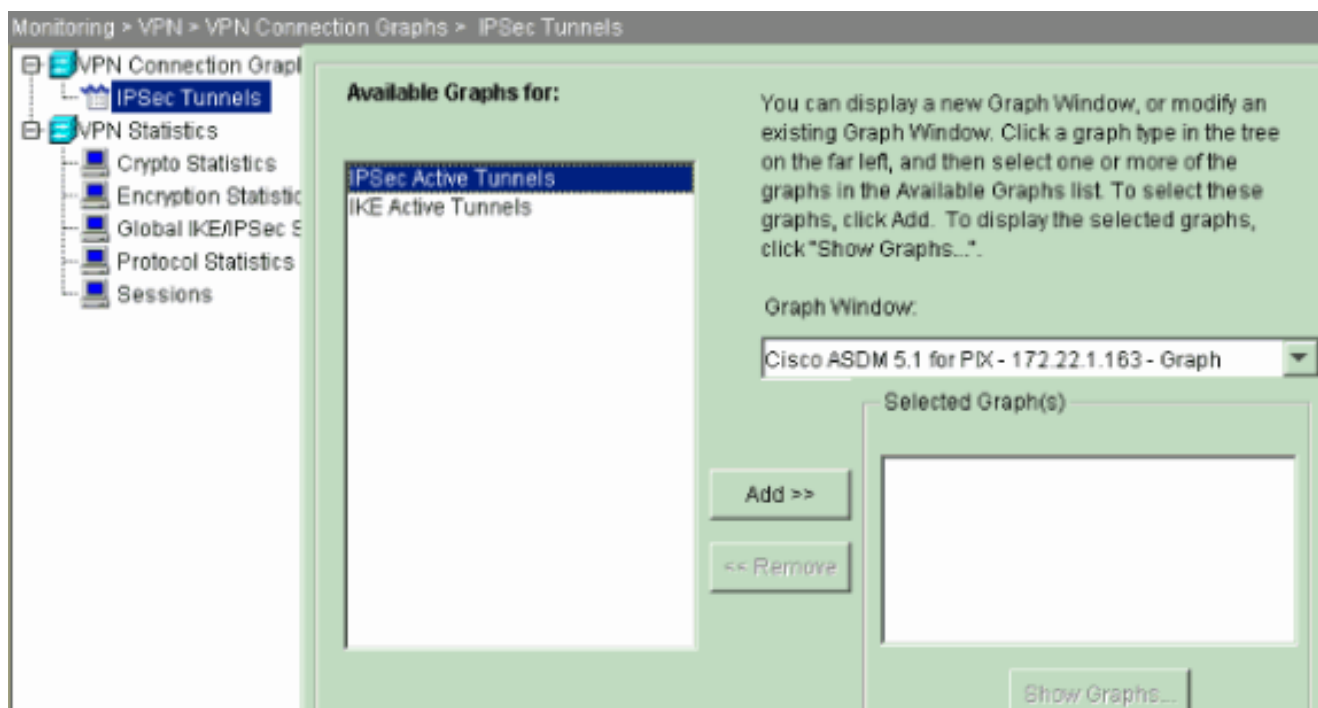 Monitoring > VPN > VPN Connection Graphs > IPSec Tunnels
VPN Connection Grapl
IPSec Tunnels
VPN Statistics
Crypto Statistics
Encryption Statistic
Global IKE/IPSec S
Protocol Statistics
Sessions
Available Graphs for:
IPSec Active Tunnels
IKE Active Tunnels
You can display a new Graph Window, or modify an
existing Graph Window. Click a graph type in the tree
on the far left, and then select one or more of the
graphs in the Available Graphs list. To select these
graphs, click Add. To display the selected graphs,
click "Show Graphs...".
Graph Window:
Cisco ASDM 5.1 for PIX - 172.22.1.163 - Graph
Selected Graph(s)
Add >>
<< Remove
Show Graphs...